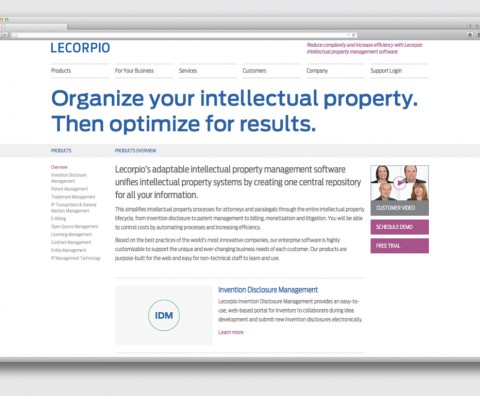 LECORPIO
Reduce complexity and increase efficiency with Lecorpio
intellectual property management software.
Products
For Your Business
Services
Customers
Company
Support Login
Organize your intellectual property.
Then optimize for results.
PRODUCTS
PRODUCTS OVERVIEW
Overview
Invention Disclosure
Management
Patent Management
Trademark Management
IP Transactions & General
Matters Management
E-Billing
Open Source Management
Licensing Management
Contract Management
Entity Management
IP Management Technology
Lecorpio's adaptable intellectual property management software
unifies intellectual property systems by creating one central repository
for all your information.
This simplifies intellectual property processes for attorneys and paralegals through the entire intellectual property
lifecycle, from invention disclosure to patent management to billing, monetization and litigation. You will be able
to control costs by automating processes and increasing efficiency.
Based on the best practices of the world's most innovative companies, our enterprise software is highly
customizable to support the unique and ever-changing business needs of each customer. Our products are
purpose-built for the web and easy for non-technical staff to learn and use.
CUSTOMER VIDEO
SCHEDULE DEMO
FREE TRIAL
IDM
Invention Disclosure Management
Lecorpio Invention Disclosure Management provides an easy-to-
use, web-based portal for inventors to collaborate during idea
development and submit new invention disclosures electronically.
Learn more